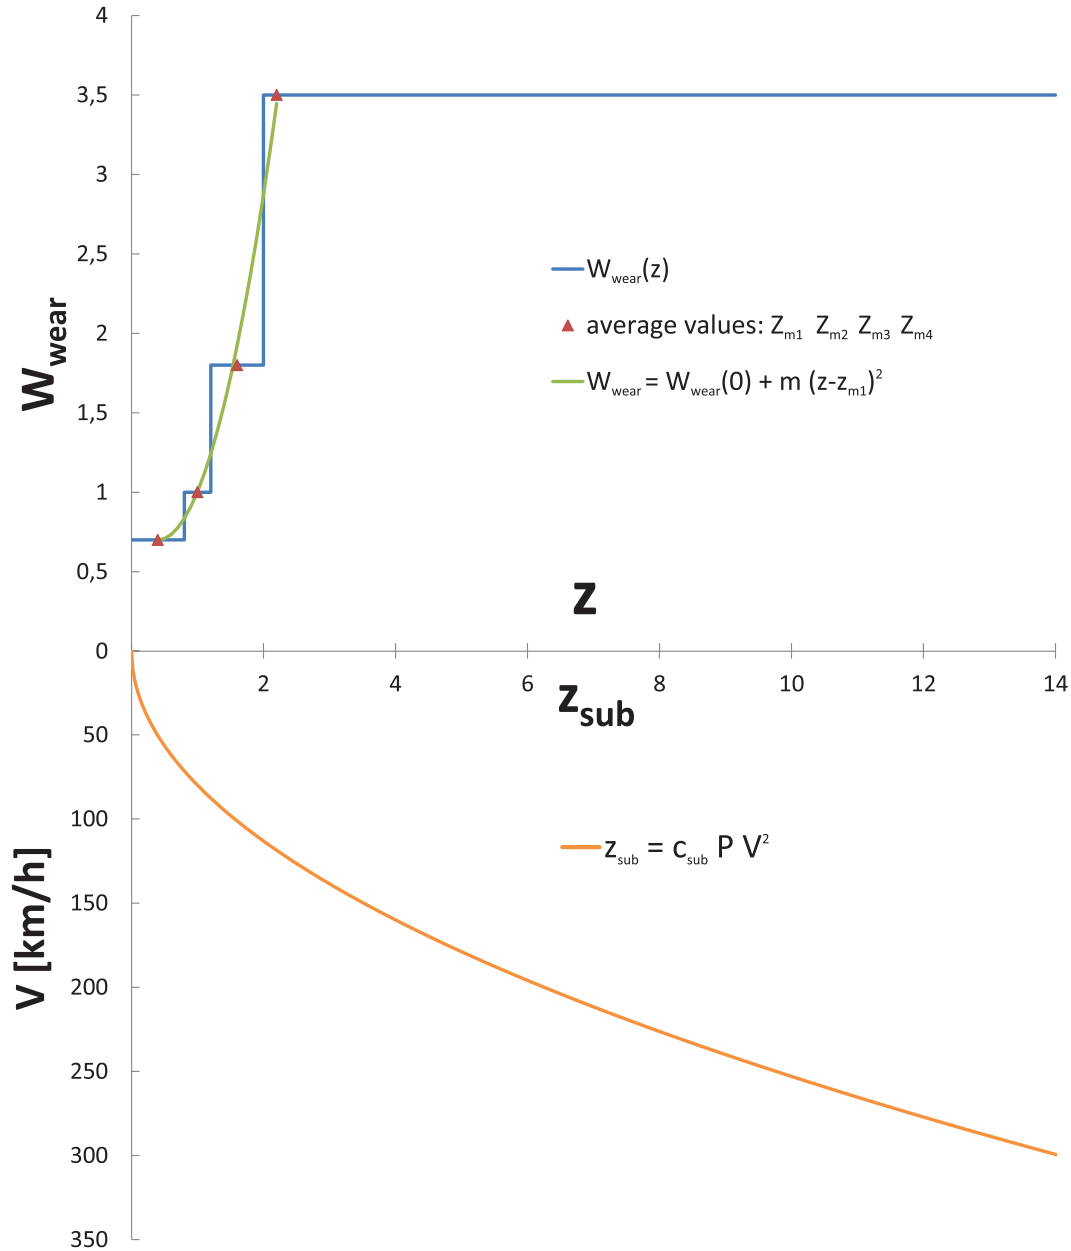 4
3,5
3
2,5
2
1,5
1
0,5
0
W_wear
W_wear(z)
average values: Z_m1 Z_m2 Z_m3 Z_m4
W_wear = W_wear(0) + m (z-z_m1)²
z
2 4 6 8 10 12 14
z_sub
50
100
150
200
250
300
350
V [km/h]
z_sub = c_sub P V²